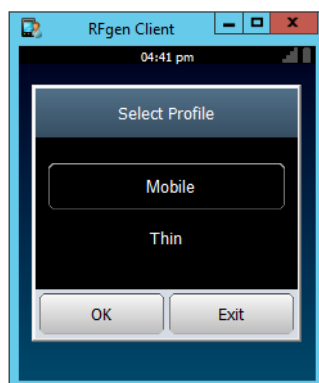 RFgen Client
04:41 pm
Select Profile
Mobile
Thin
OK Exit